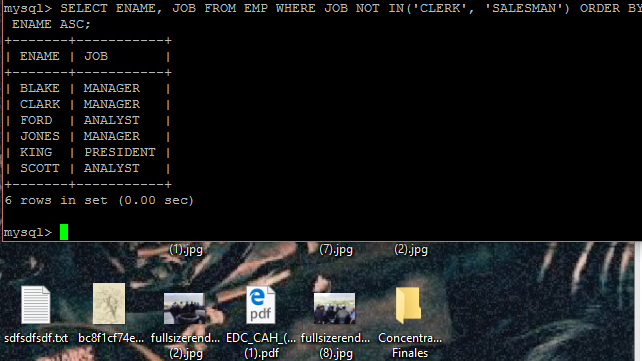 mysql> SELECT ENAME, JOB FROM EMP WHERE JOB NOT IN('CLERK', 'SALESMAN') ORDER BY
 ENAME ASC;
+-------+-----------+
| ENAME | JOB       |
+-------+-----------+
| BLAKE | MANAGER   |
| CLARK | MANAGER   |
| FORD  | ANALYST   |
| JONES | MANAGER   |
| KING  | PRESIDENT |
| SCOTT | ANALYST   |
+-------+-----------+
6 rows in set (0.00 sec)
mysql>
(1).jpg (7).jpg (2).jpg
sdfsdfsdf.txt bc8f1cf74e... fullsizerend... EDC_CAH_(... fullsizerend... Concentra...
(2).jpg (1).pdf (8).jpg Finales